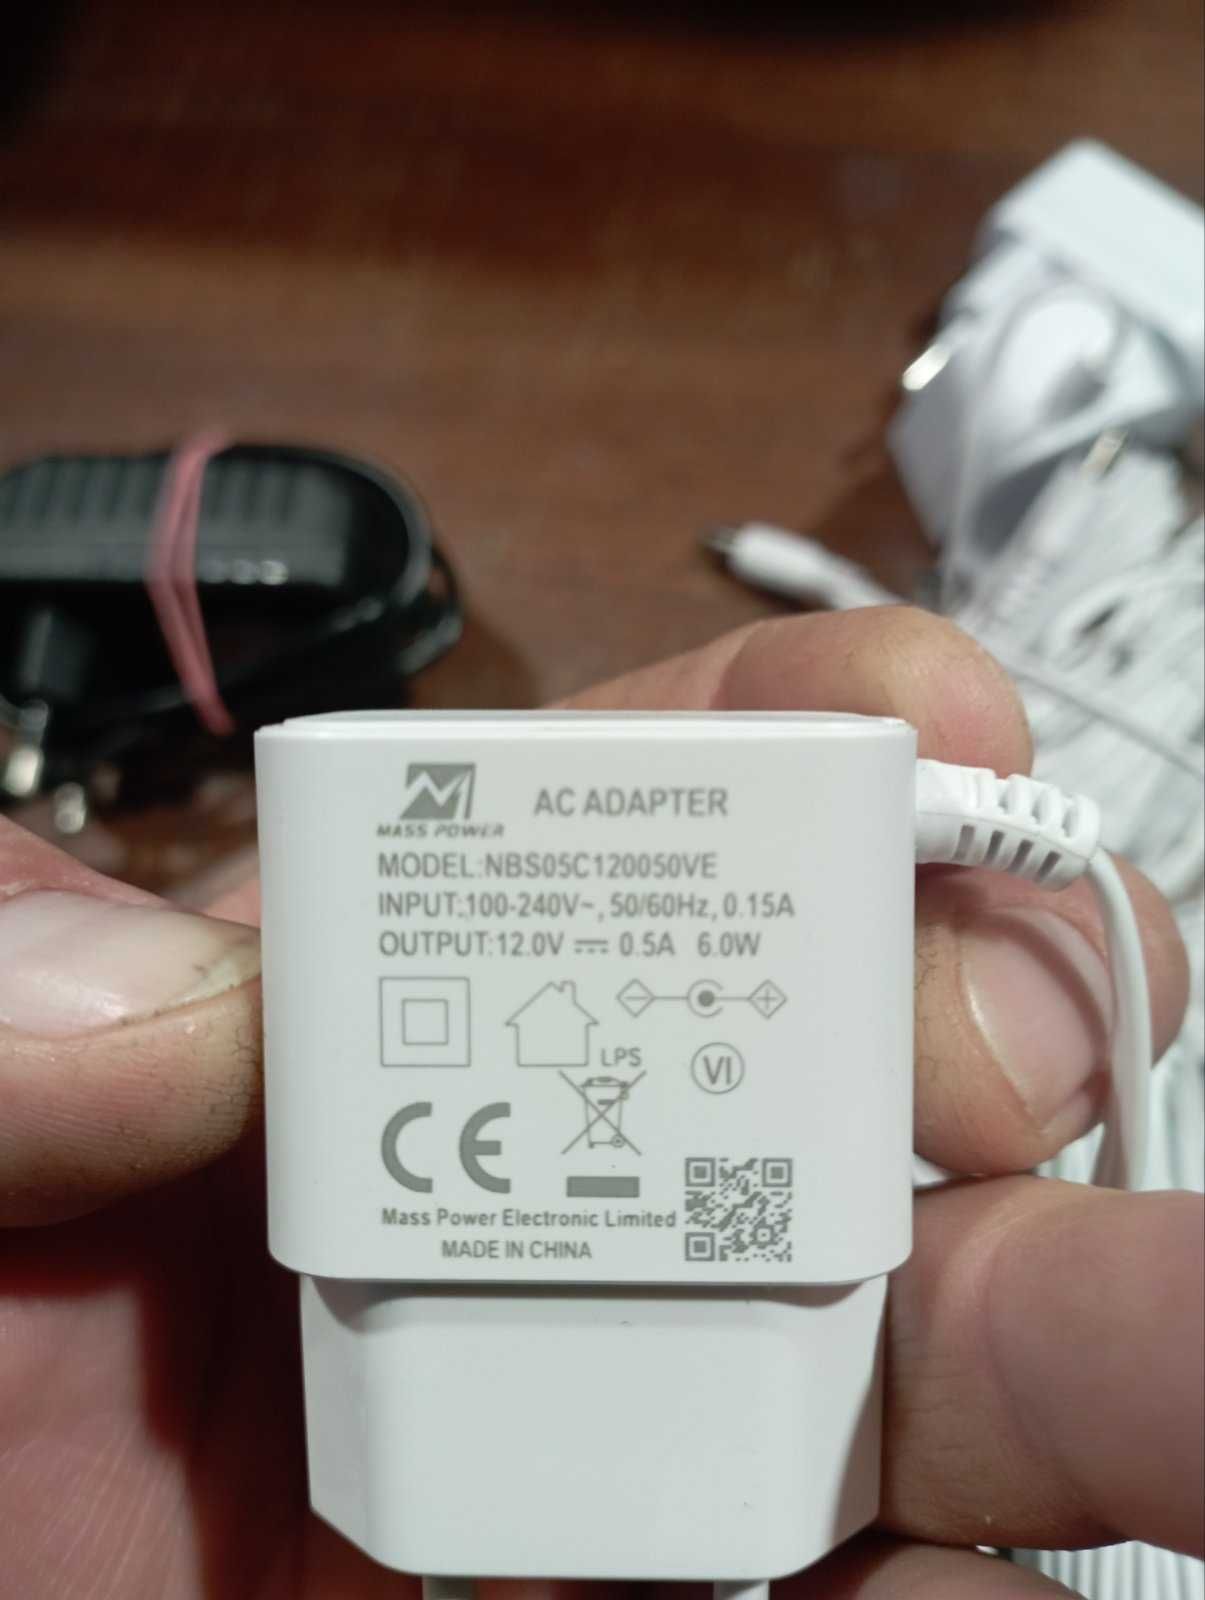 MASS POWER
AC ADAPTER
MODEL:NBS05C120050VE
INPUT:100-240V~, 50/60Hz, 0.15A
OUTPUT:12.0V ⎓ 0.5A 6.0W
LPS
VI
CE
Mass Power Electronic Limited
MADE IN CHINA